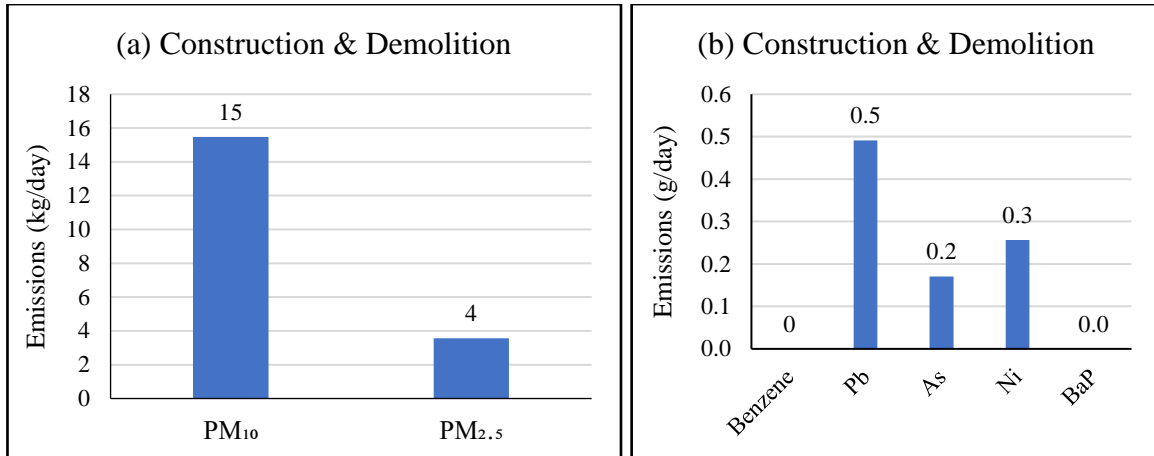 (a) Construction & Demolition
Emissions (kg/day)
18
16
14
12
10
8
6
4
2
0
15
4
PM₁₀
PM₂.₅
(b) Construction & Demolition
Emissions (g/day)
0.6
0.5
0.4
0.3
0.2
0.1
0.0
0
0.5
0.2
0.3
0.0
Benzene
Pb
As
Ni
BaP